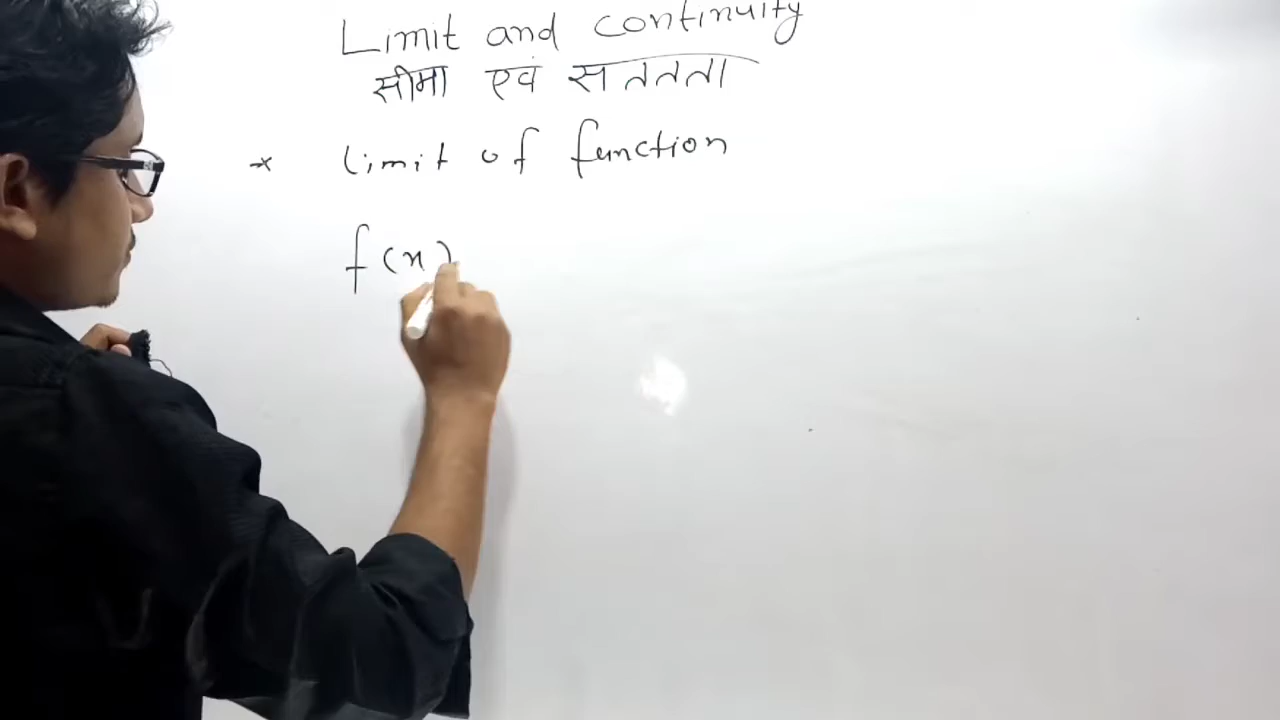 Limit and continuity
सीमा एवं सततता
* limit of function
f(x)